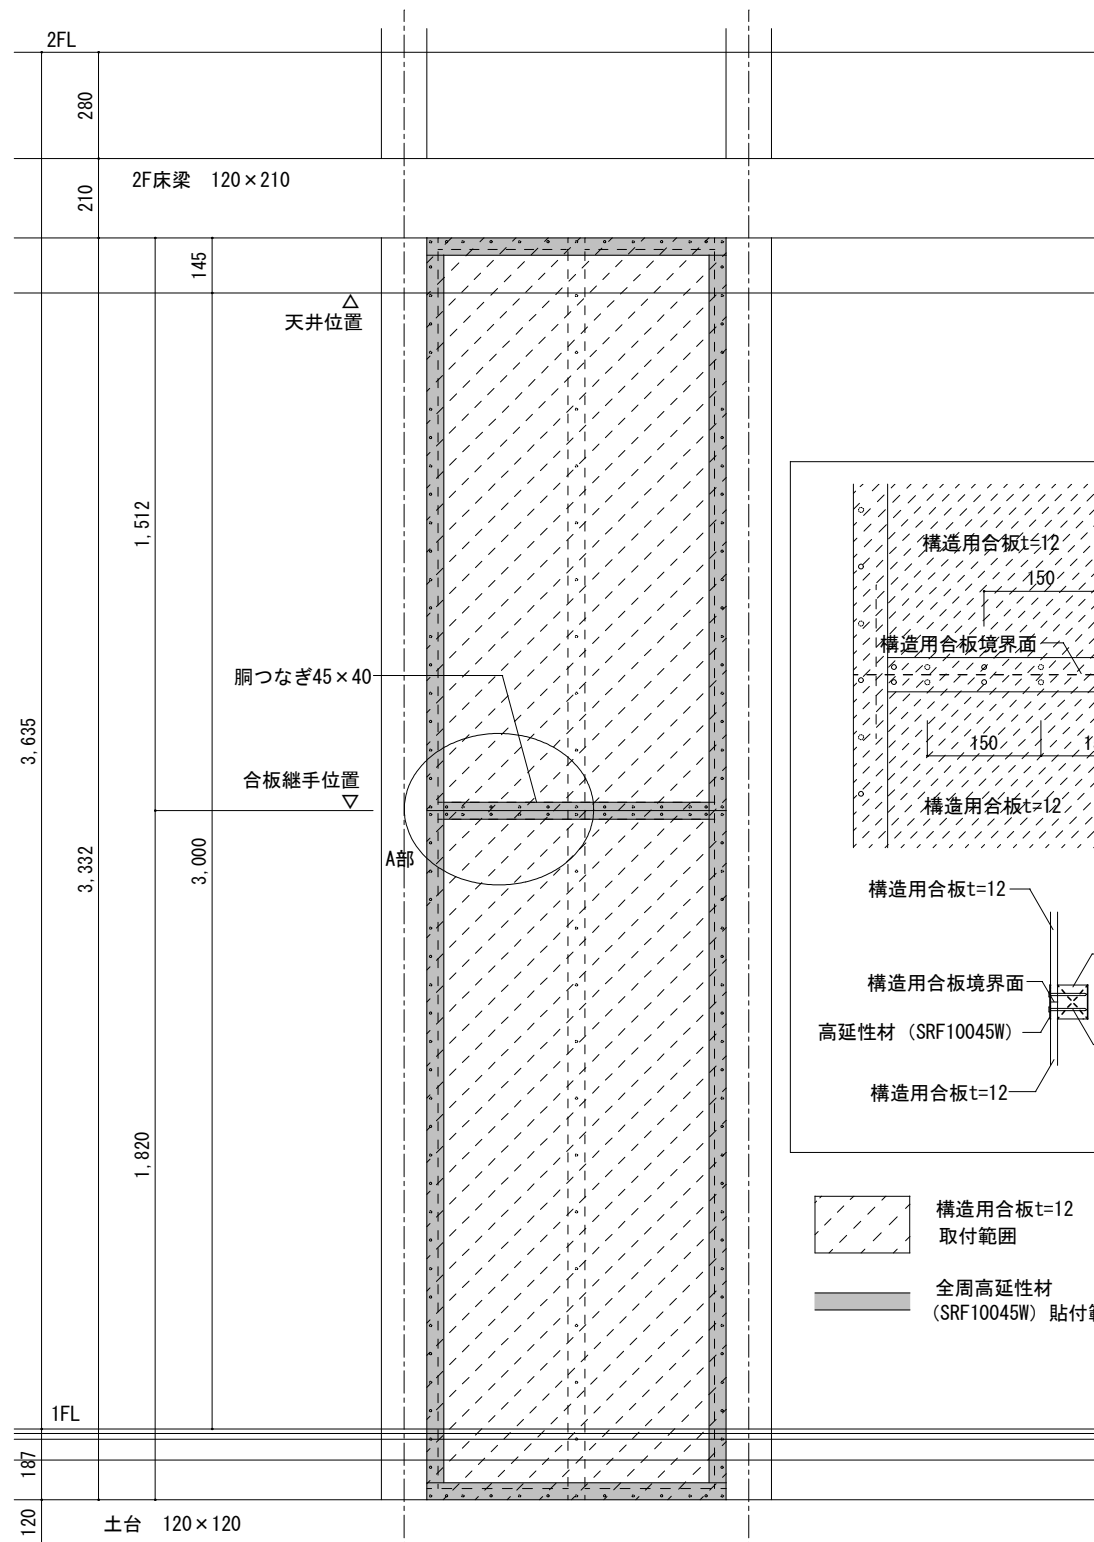 2FL
280
2F床梁 120×210
210
145
天井位置
1,512
胴つなぎ45×40
3,635
合板継手位置
A部
3,332
3,000
1,820
1FL
187
120
土台 120×120
構造用合板t=12
150
構造用合板境界面
150
構造用合板t=12
構造用合板t=12
構造用合板境界面
高延性材 (SRF10045W)
構造用合板t=12
構造用合板t=12
取付範囲
全周高延性材
(SRF10045W) 貼付